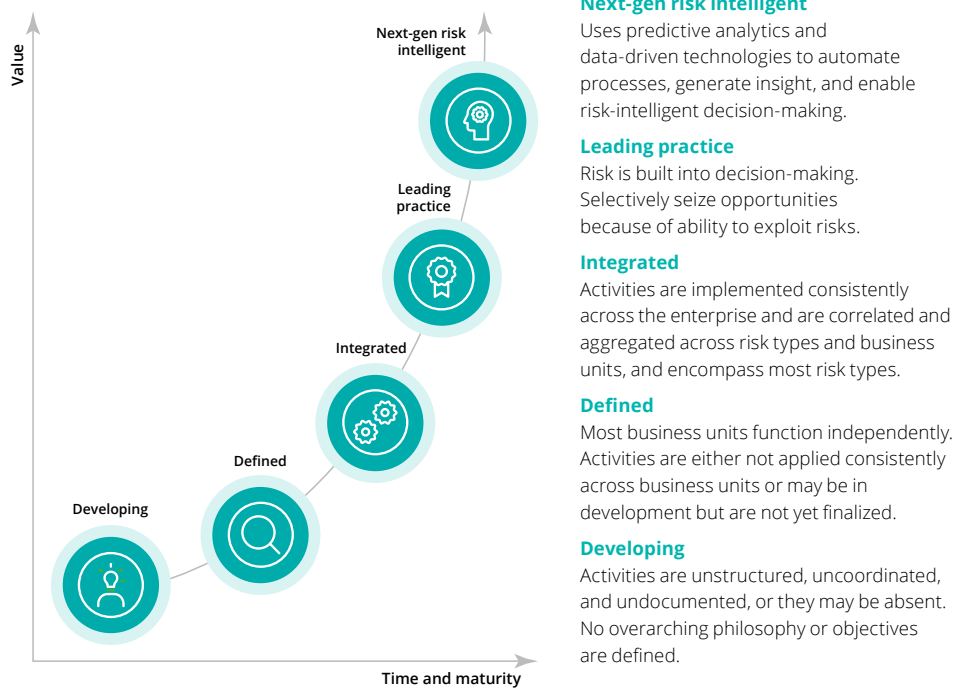 Value
Next-gen risk
intelligent
Leading
practice
Integrated
Defined
Developing
Time and maturity
Next-gen risk intelligent
Uses predictive analytics and
data-driven technologies to automate
processes, generate insight, and enable
risk-intelligent decision-making.
Leading practice
Risk is built into decision-making.
Selectively seize opportunities
because of ability to exploit risks.
Integrated
Activities are implemented consistently
across the enterprise and are correlated and
aggregated across risk types and business
units, and encompass most risk types.
Defined
Most business units function independently.
Activities are either not applied consistently
across business units or may be in
development but are not yet finalized.
Developing
Activities are unstructured, uncoordinated,
and undocumented, or they may be absent.
No overarching philosophy or objectives
are defined.